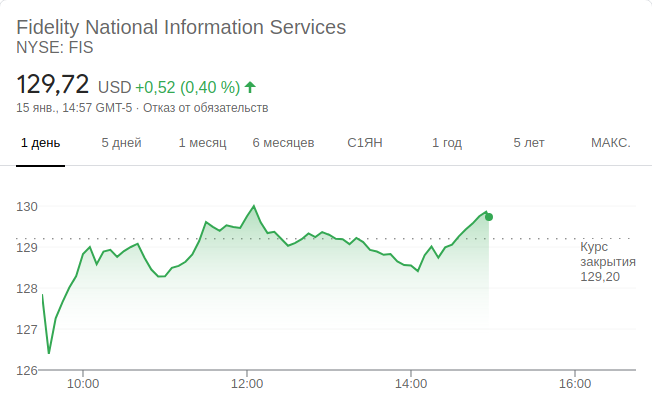 Fidelity National Information Services
NYSE: FIS
129,72 USD +0,52 (0,40 %)
15 янв., 14:57 GMT-5 · Отказ от обязательств
1 день 5 дней 1 месяц 6 месяцев С1ЯН 1 год 5 лет МАКС.
130
129
128
127
126
Курс
закрытия
129,20
10:00 12:00 14:00 16:00